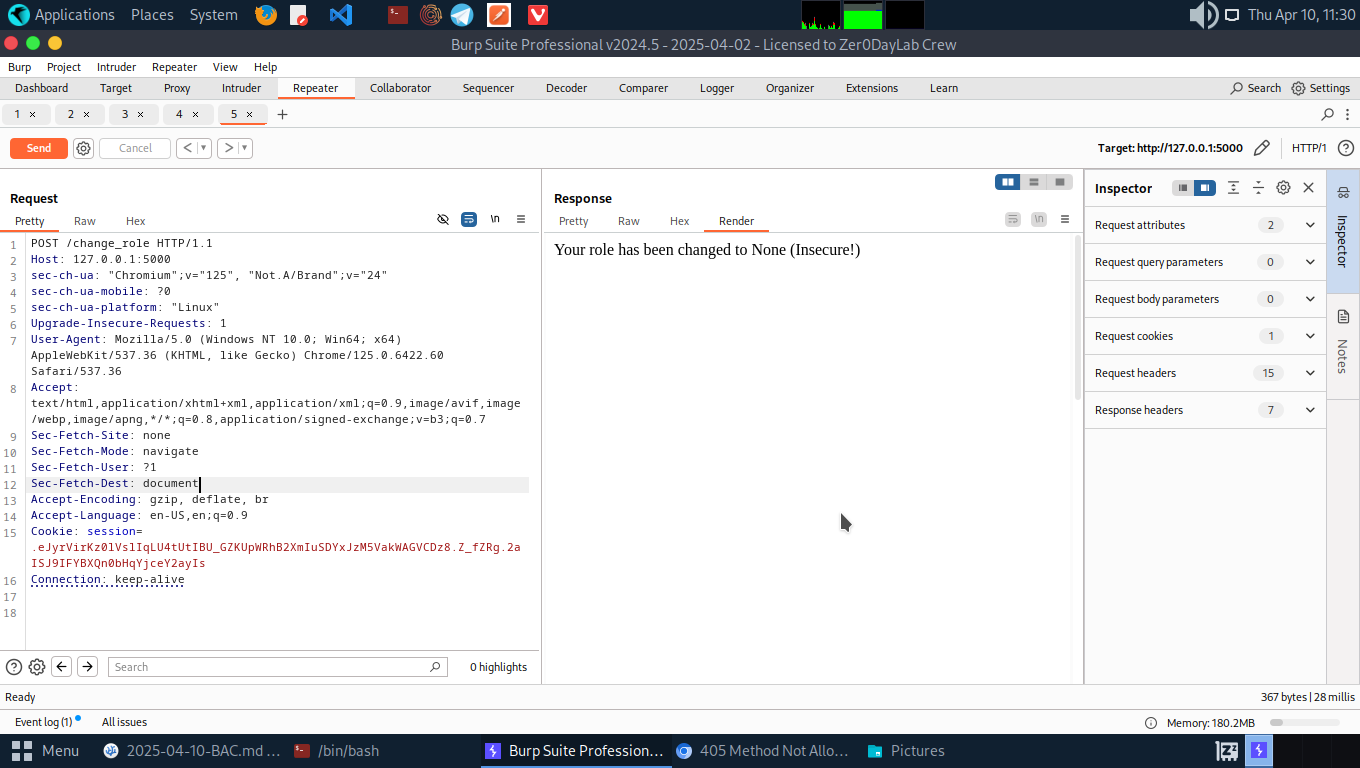 Applications Places System Thu Apr 10, 11:30
Burp Suite Professional v2024.5 - 2025-04-02 - Licensed to Zer0DayLab Crew
Burp Project Intruder Repeater View Help
Dashboard Target Proxy Intruder Repeater Collaborator Sequencer Decoder Comparer Logger Organizer Extensions Learn Search Settings
1 × 2 × 3 × 4 × 5 × +
Send Cancel < > Target: http://127.0.0.1:5000 HTTP/1 ?
Request
Pretty Raw Hex \n
1 POST /change_role HTTP/1.1
2 Host: 127.0.0.1:5000
3 sec-ch-ua: "Chromium";v="125", "Not.A/Brand";v="24"
4 sec-ch-ua-mobile: ?0
5 sec-ch-ua-platform: "Linux"
6 Upgrade-Insecure-Requests: 1
7 User-Agent: Mozilla/5.0 (Windows NT 10.0; Win64; x64)
AppleWebKit/537.36 (KHTML, like Gecko) Chrome/125.0.6422.60
Safari/537.36
8 Accept:
text/html,application/xhtml+xml,application/xml;q=0.9,image/avif,image
/webp,image/apng,*/*;q=0.8,application/signed-exchange;v=b3;q=0.7
9 Sec-Fetch-Site: none
10 Sec-Fetch-Mode: navigate
11 Sec-Fetch-User: ?1
12 Sec-Fetch-Dest: document
13 Accept-Encoding: gzip, deflate, br
14 Accept-Language: en-US,en;q=0.9
15 Cookie: session=
.eJyrVirKz0lVslIqLU4tUtIBU_GZKUpWRhB2XmIuSDYxJzM5VakWAGVCDz8.Z_fZRg.2a
ISJ9IFYBXQn0bHqYjceY2ayIs
16 Connection: keep-alive
17
18
Search 0 highlights
Response
Pretty Raw Hex Render \n
Your role has been changed to None (Insecure!)
Inspector
Request attributes 2
Request query parameters 0
Request body parameters 0
Request cookies 1
Request headers 15
Response headers 7
Inspector
Notes
Ready 367 bytes | 28 millis
Event log (1) All issues Memory: 180.2MB
Menu 2025-04-10-BAC.md ... /bin/bash Burp Suite Profession... 405 Method Not Allo... Pictures